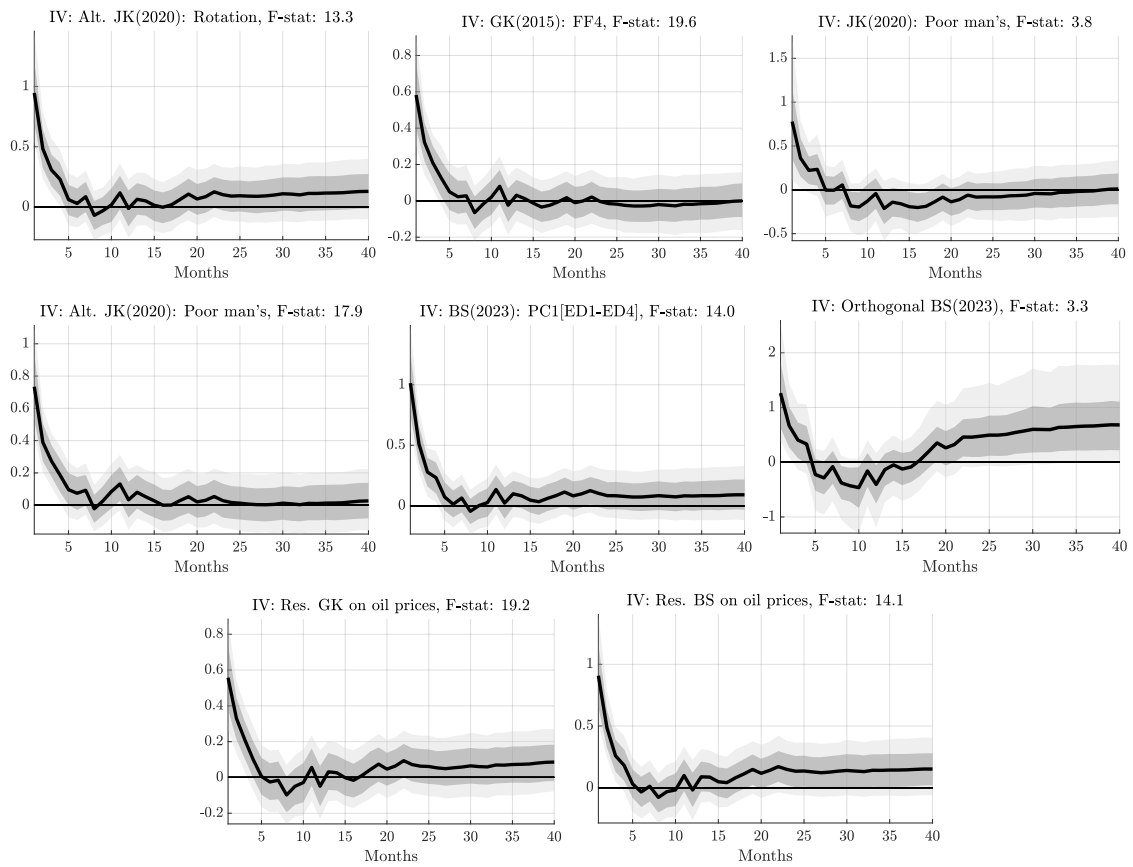 IV: Alt. JK(2020): Rotation, F-stat: 13.3
1
0.5
0
5 10 15 20 25 30 35 40
Months
IV: GK(2015): FF4, F-stat: 19.6
0.8
0.6
0.4
0.2
0
-0.2
5 10 15 20 25 30 35 40
Months
IV: JK(2020): Poor man's, F-stat: 3.8
1.5
1
0.5
0
-0.5
5 10 15 20 25 30 35 40
Months
IV: Alt. JK(2020): Poor man's, F-stat: 17.9
1
0.8
0.6
0.4
0.2
0
5 10 15 20 25 30 35 40
Months
IV: BS(2023): PC1[ED1-ED4], F-stat: 14.0
1
0.5
0
5 10 15 20 25 30 35 40
Months
IV: Orthogonal BS(2023), F-stat: 3.3
2
1
0
-1
5 10 15 20 25 30 35 40
Months
IV: Res. GK on oil prices, F-stat: 19.2
0.8
0.6
0.4
0.2
0
-0.2
5 10 15 20 25 30 35 40
Months
IV: Res. BS on oil prices, F-stat: 14.1
1
0.5
0
5 10 15 20 25 30 35 40
Months